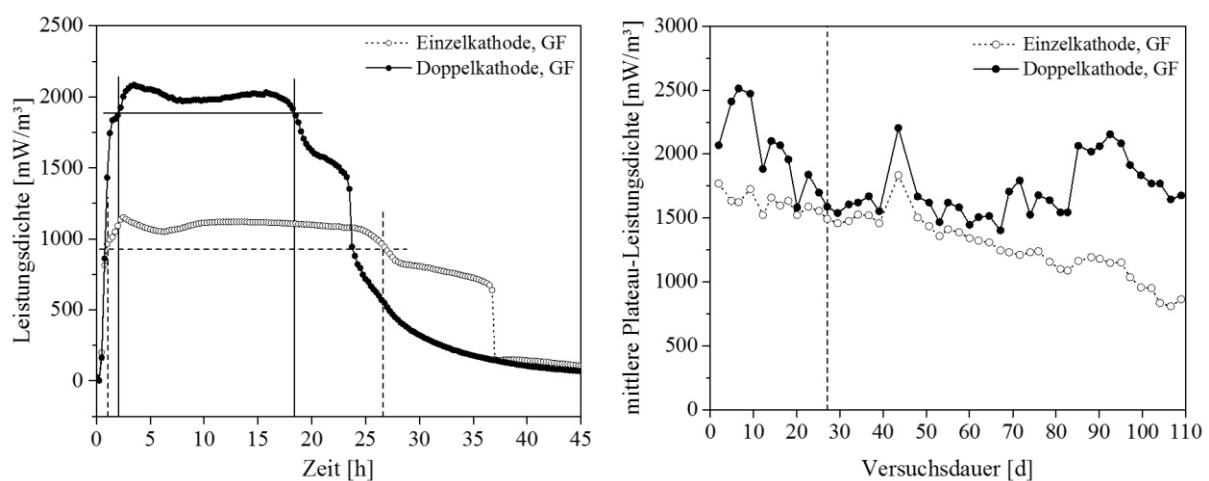 2500
2000
1500
1000
500
0
Leistungsdichte [mW/m³]
Einzelkathode, GF
Doppelkathode, GF
0 5 10 15 20 25 30 35 40 45
Zeit [h]
3000
2500
2000
1500
1000
500
0
mittlere Plateau-Leistungsdichte [mW/m³]
Einzelkathode, GF
Doppelkathode, GF
0 10 20 30 40 50 60 70 80 90 100 110
Versuchsdauer [d]